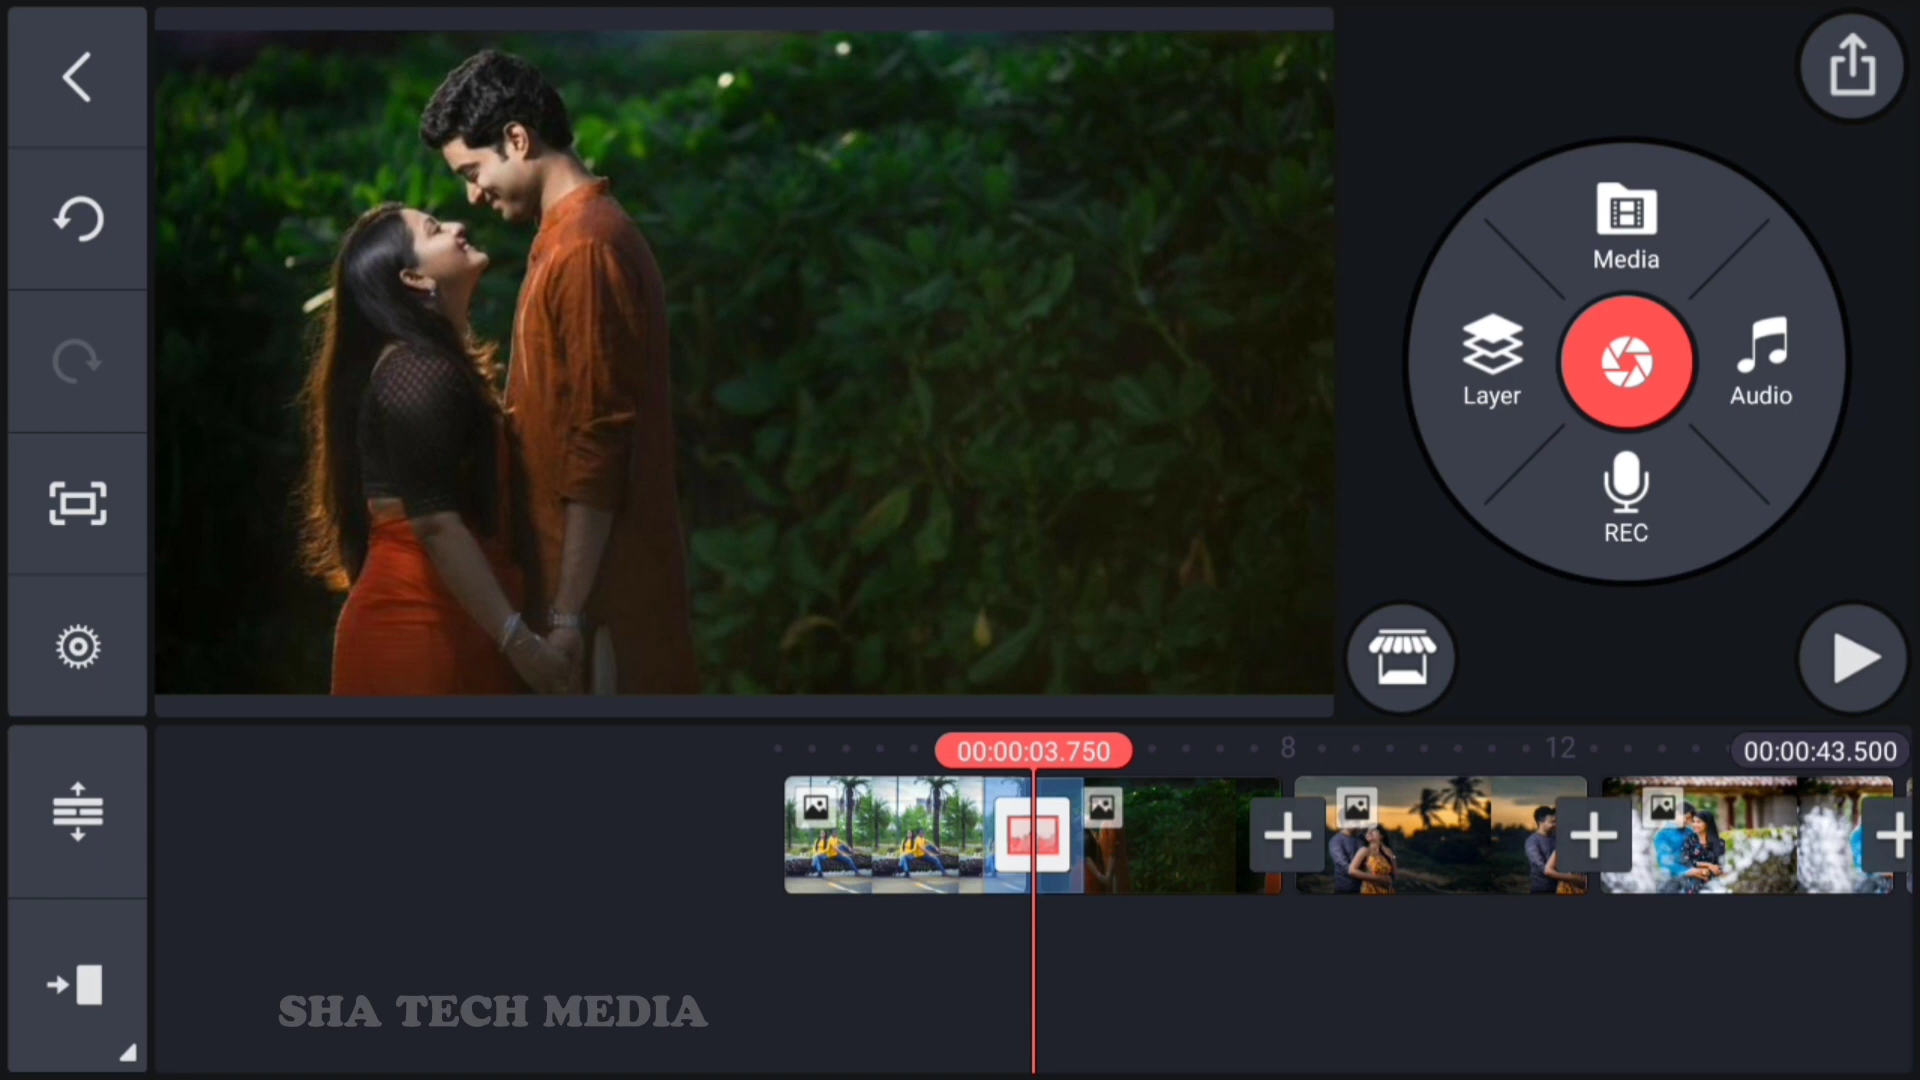 Media
Layer
Audio
REC
00:00:03.750
8
12
00:00:43.500
SHA TECH MEDIA